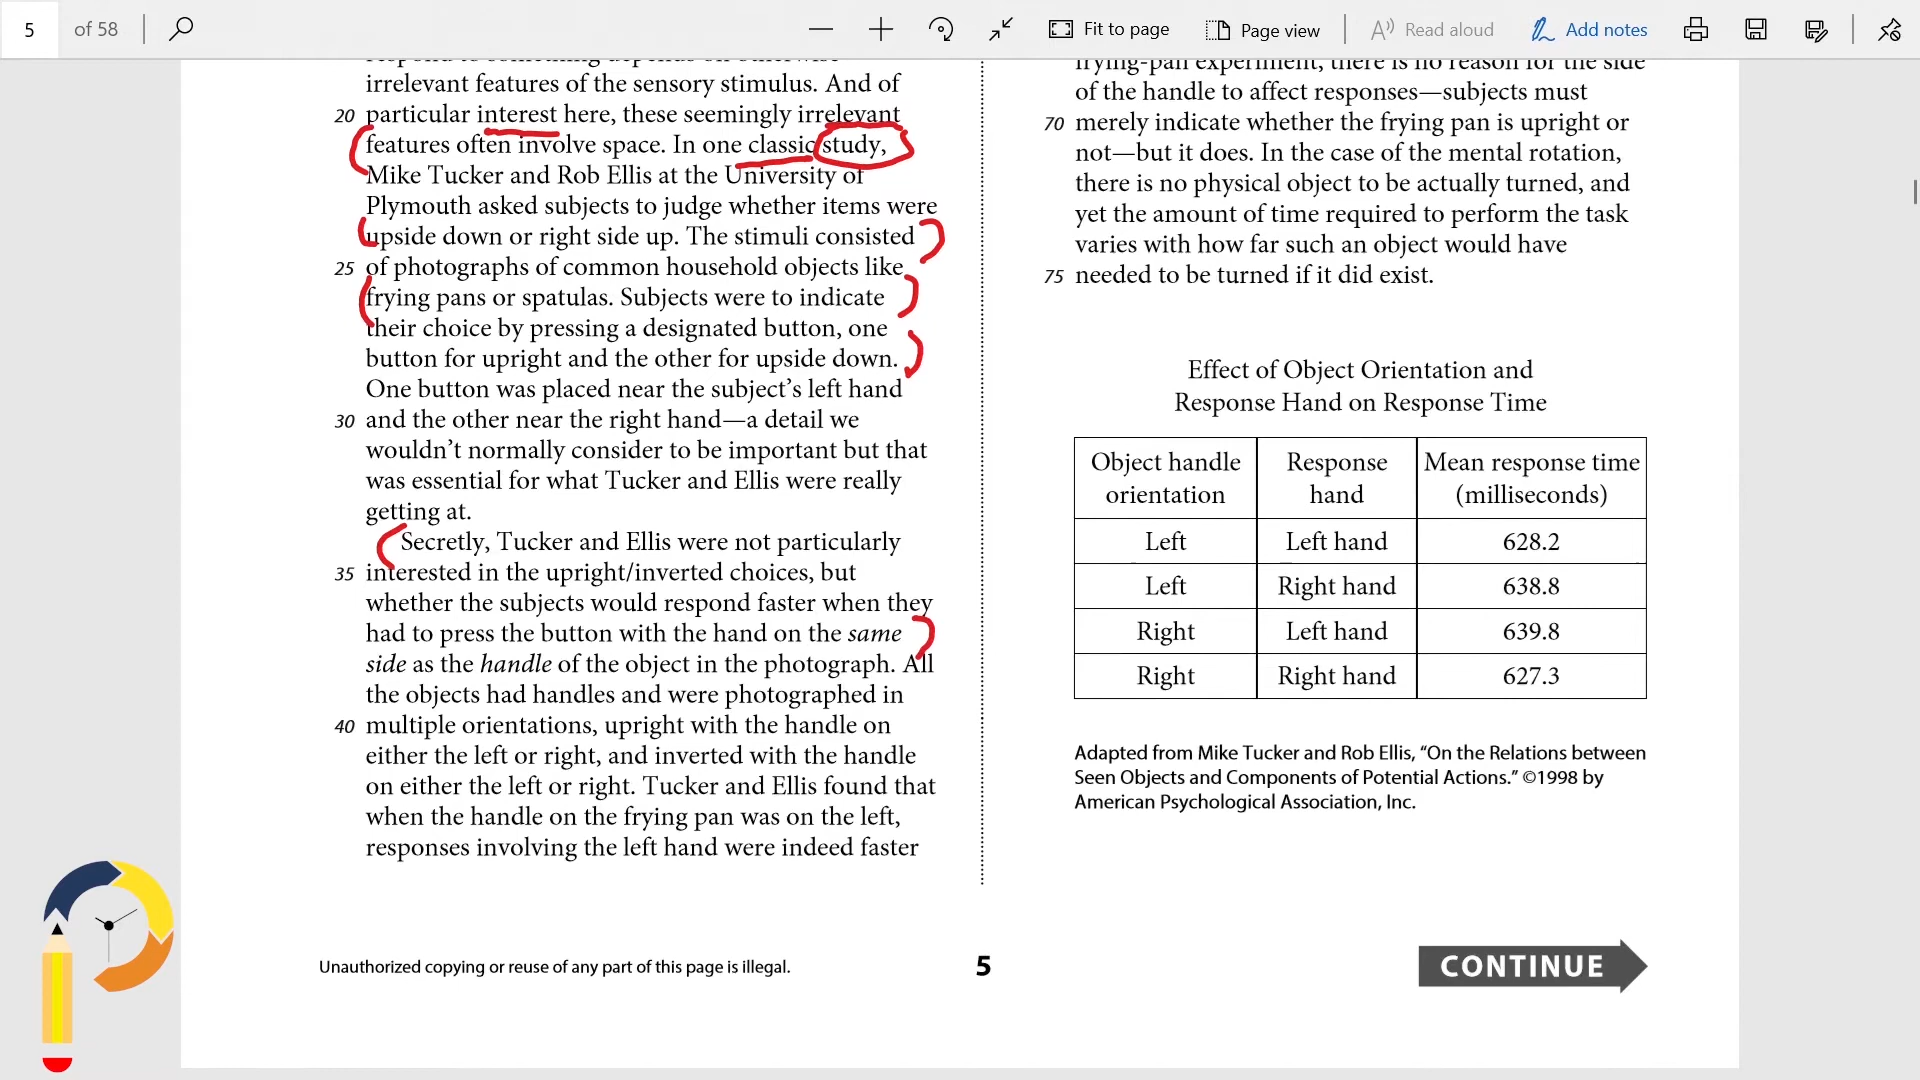 5 of 58 Fit to page Page view Read aloud Add notes
respond to something depends on otherwise
irrelevant features of the sensory stimulus. And of
20 particular interest here, these seemingly irrelevant
features often involve space. In one classic study,
Mike Tucker and Rob Ellis at the University of
Plymouth asked subjects to judge whether items were
upside down or right side up. The stimuli consisted
25 of photographs of common household objects like
frying pans or spatulas. Subjects were to indicate
their choice by pressing a designated button, one
button for upright and the other for upside down.
One button was placed near the subject’s left hand
30 and the other near the right hand—a detail we
wouldn’t normally consider to be important but that
was essential for what Tucker and Ellis were really
getting at.
Secretly, Tucker and Ellis were not particularly
35 interested in the upright/inverted choices, but
whether the subjects would respond faster when they
had to press the button with the hand on the same
side as the handle of the object in the photograph. All
the objects had handles and were photographed in
40 multiple orientations, upright with the handle on
either the left or right, and inverted with the handle
on either the left or right. Tucker and Ellis found that
when the handle on the frying pan was on the left,
responses involving the left hand were indeed faster
frying-pan experiment, there is no reason for the side
of the handle to affect responses—subjects must
70 merely indicate whether the frying pan is upright or
not—but it does. In the case of the mental rotation,
there is no physical object to be actually turned, and
yet the amount of time required to perform the task
varies with how far such an object would have
75 needed to be turned if it did exist.
Effect of Object Orientation and
Response Hand on Response Time
Object handle orientation Response hand Mean response time (milliseconds)
Left Left hand 628.2
Left Right hand 638.8
Right Left hand 639.8
Right Right hand 627.3
Adapted from Mike Tucker and Rob Ellis, “On the Relations between
Seen Objects and Components of Potential Actions.” ©1998 by
American Psychological Association, Inc.
Unauthorized copying or reuse of any part of this page is illegal.
5
CONTINUE